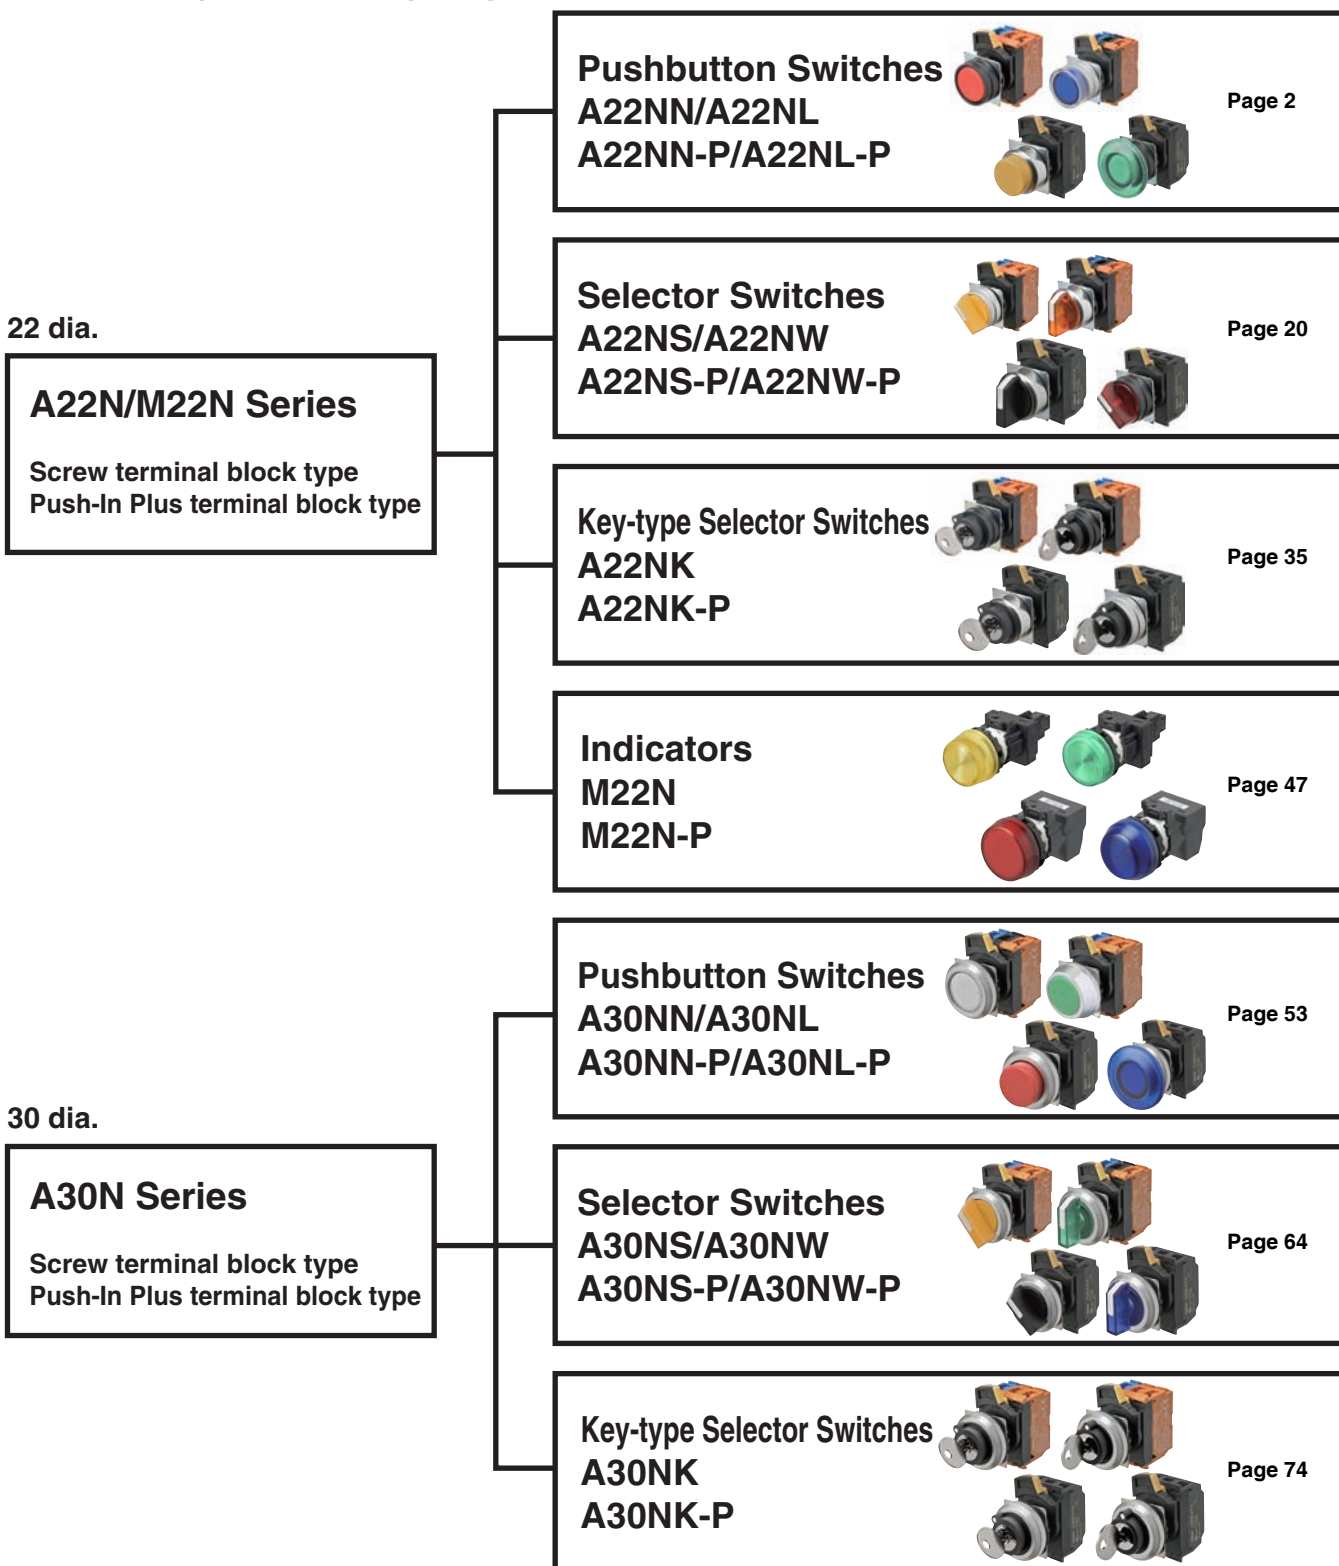 22 dia.
A22N/M22N Series
Screw terminal block type
Push-In Plus terminal block type
Pushbutton Switches
A22NN/A22NL
A22NN-P/A22NL-P
Page 2
Selector Switches
A22NS/A22NW
A22NS-P/A22NW-P
Page 20
Key-type Selector Switches
A22NK
A22NK-P
Page 35
Indicators
M22N
M22N-P
Page 47
30 dia.
A30N Series
Screw terminal block type
Push-In Plus terminal block type
Pushbutton Switches
A30NN/A30NL
A30NN-P/A30NL-P
Page 53
Selector Switches
A30NS/A30NW
A30NS-P/A30NW-P
Page 64
Key-type Selector Switches
A30NK
A30NK-P
Page 74